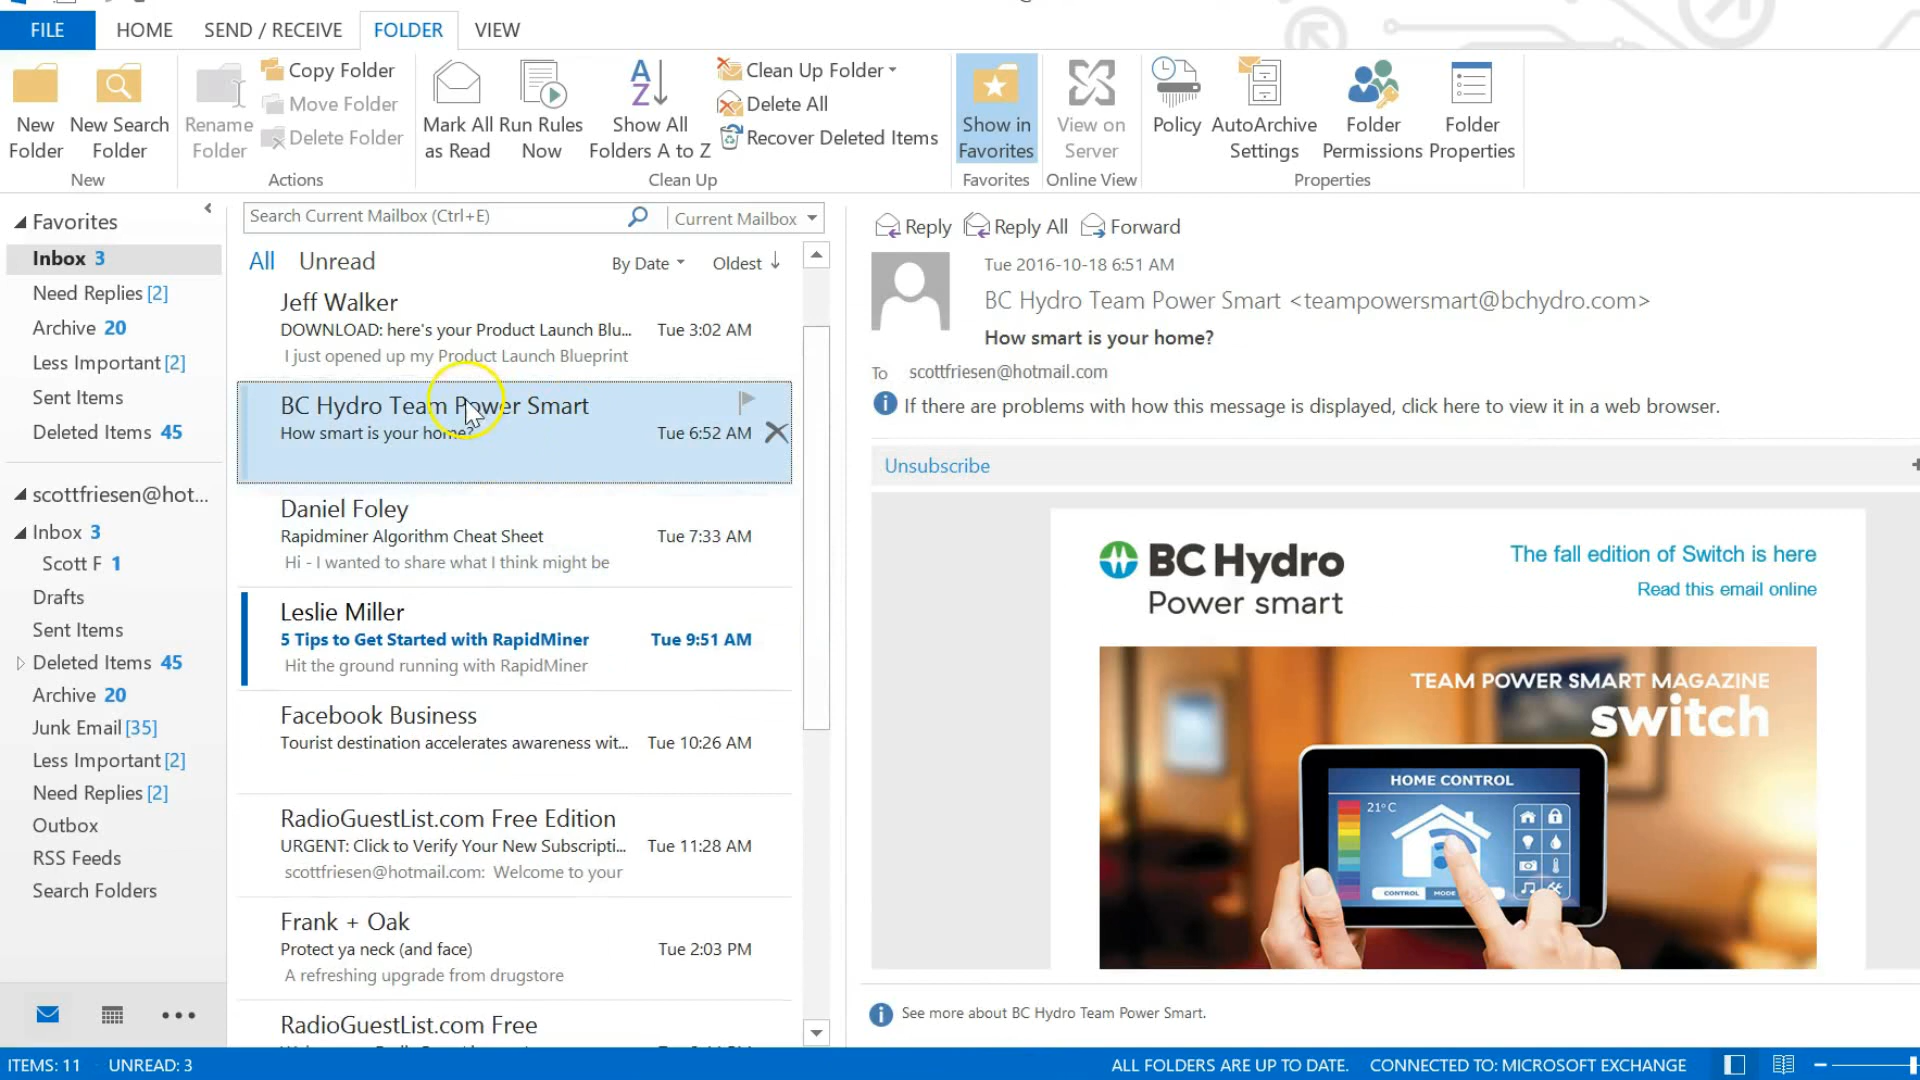 FILE HOME SEND / RECEIVE FOLDER VIEW
New Folder
New Search Folder
New
Rename Folder
Copy Folder
Move Folder
Delete Folder
Actions
Mark All as Read
Run Rules Now
Show All Folders A to Z
Clean Up Folder
Delete All
Recover Deleted Items
Clean Up
Show in Favorites
Favorites
View on Server
Online View
Policy
AutoArchive Settings
Folder Permissions
Folder Properties
Properties
Favorites
Inbox 3
Need Replies [2]
Archive 20
Less Important [2]
Sent Items
Deleted Items 45
scottfriesen@hot...
Inbox 3
Scott F 1
Drafts
Sent Items
Deleted Items 45
Archive 20
Junk Email [35]
Less Important [2]
Need Replies [2]
Outbox
RSS Feeds
Search Folders
Search Current Mailbox (Ctrl+E) Current Mailbox
All Unread By Date Oldest
Jeff Walker
DOWNLOAD: here's your Product Launch Blu... Tue 3:02 AM
I just opened up my Product Launch Blueprint
BC Hydro Team Power Smart
How smart is your home? Tue 6:52 AM
Daniel Foley
Rapidminer Algorithm Cheat Sheet Tue 7:33 AM
Hi - I wanted to share what I think might be
Leslie Miller
5 Tips to Get Started with RapidMiner Tue 9:51 AM
Hit the ground running with RapidMiner
Facebook Business
Tourist destination accelerates awareness wit... Tue 10:26 AM
RadioGuestList.com Free Edition
URGENT: Click to Verify Your New Subscripti... Tue 11:28 AM
scottfriesen@hotmail.com: Welcome to your
Frank + Oak
Protect ya neck (and face) Tue 2:03 PM
A refreshing upgrade from drugstore
RadioGuestList.com Free
Reply Reply All Forward
Tue 2016-10-18 6:51 AM
BC Hydro Team Power Smart <teampowersmart@bchydro.com>
How smart is your home?
To scottfriesen@hotmail.com
If there are problems with how this message is displayed, click here to view it in a web browser.
Unsubscribe
BC Hydro
Power smart
The fall edition of Switch is here
Read this email online
TEAM POWER SMART MAGAZINE
switch
HOME CONTROL
21°C
CONTROL MODE
See more about BC Hydro Team Power Smart.
ITEMS: 11 UNREAD: 3 ALL FOLDERS ARE UP TO DATE. CONNECTED TO: MICROSOFT EXCHANGE